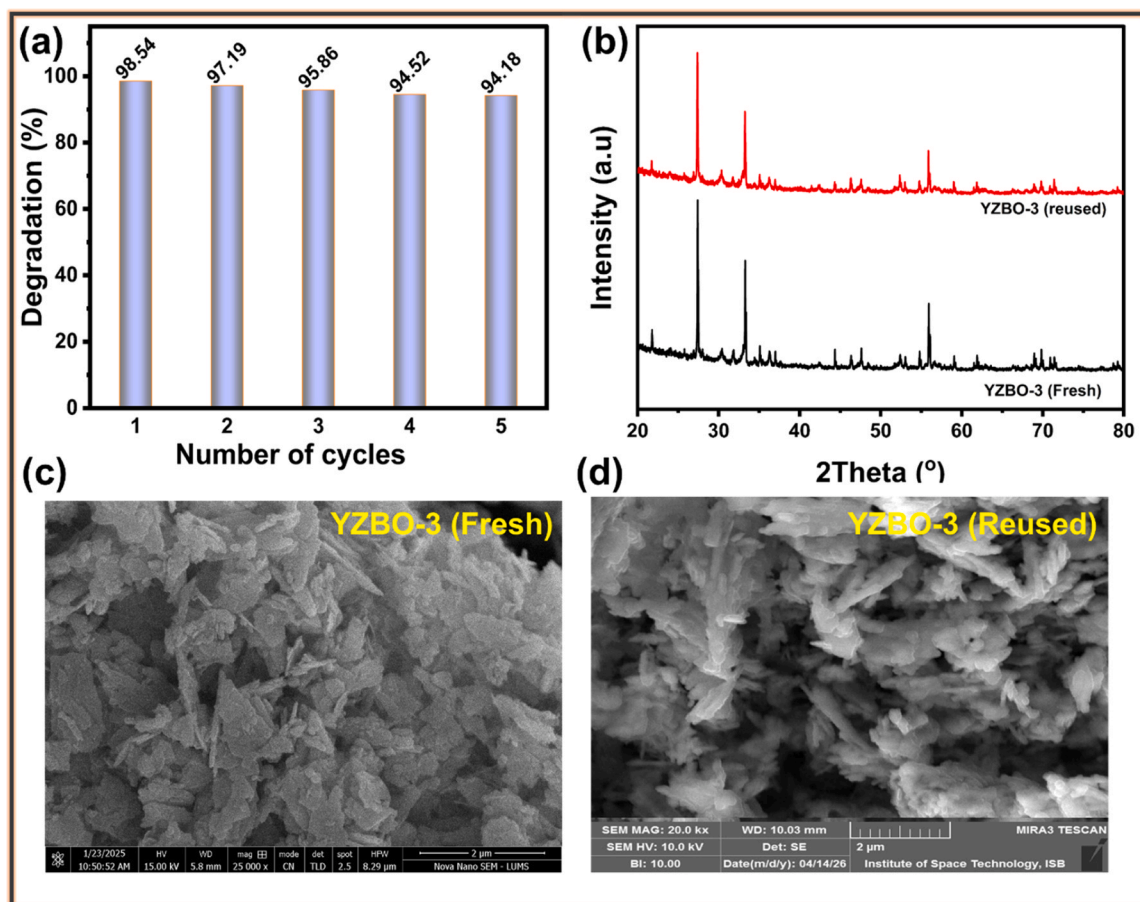 (a)
98.54
97.19
95.86
94.52
94.18
100
80
60
40
20
0
Degradation (%)
1 2 3 4 5
Number of cycles
(b)
Intensity (a.u)
YZBO-3 (reused)
YZBO-3 (Fresh)
20 30 40 50 60 70 80
2Theta (º)
(c)
YZBO-3 (Fresh)
1/23/2025 HV WD mag mode det spot HFW 2 µm
10:50:52 AM 15.00 kV 5.8 mm 25 000 x CN TLD 2.5 8.29 µm Nova Nano SEM - LUMS
(d)
YZBO-3 (Reused)
SEM MAG: 20.0 kx WD: 10.03 mm MIRA3 TESCAN
SEM HV: 10.0 kV Det: SE 2 µm
BI: 10.00 Date(m/d/y): 04/14/26 Institute of Space Technology, ISB